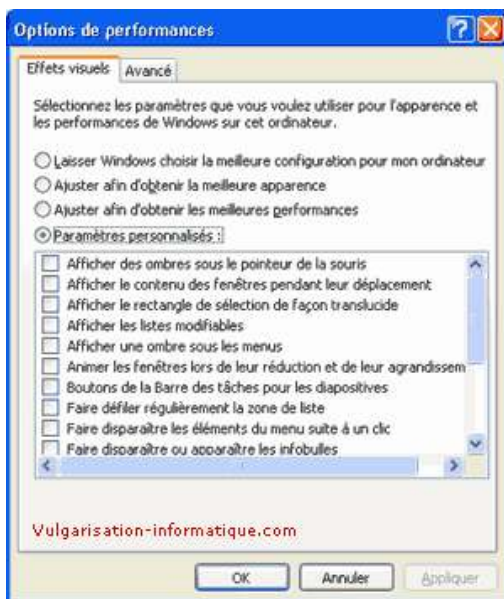 Options de performances
Effets visuels
Avancé
Sélectionnez les paramètres que vous voulez utiliser pour l'apparence et
les performances de Windows sur cet ordinateur.
Laisser Windows choisir la meilleure configuration pour mon ordinateur
Ajuster afin d'obtenir la meilleure apparence
Ajuster afin d'obtenir les meilleures performances
Paramètres personnalisés :
Afficher des ombres sous le pointeur de la souris
Afficher le contenu des fenêtres pendant leur déplacement
Afficher le rectangle de sélection de façon translucide
Afficher les listes modifiables
Afficher une ombre sous les menus
Animer les fenêtres lors de leur réduction et de leur agrandissem
Boutons de la Barre des tâches pour les diapositives
Faire défiler régulièrement la zone de liste
Faire disparaître les éléments du menu suite à un clic
Faire disparaître ou apparaître les infobulles
Vulgarisation-informatique.com
OK
Annuler
Appliquer